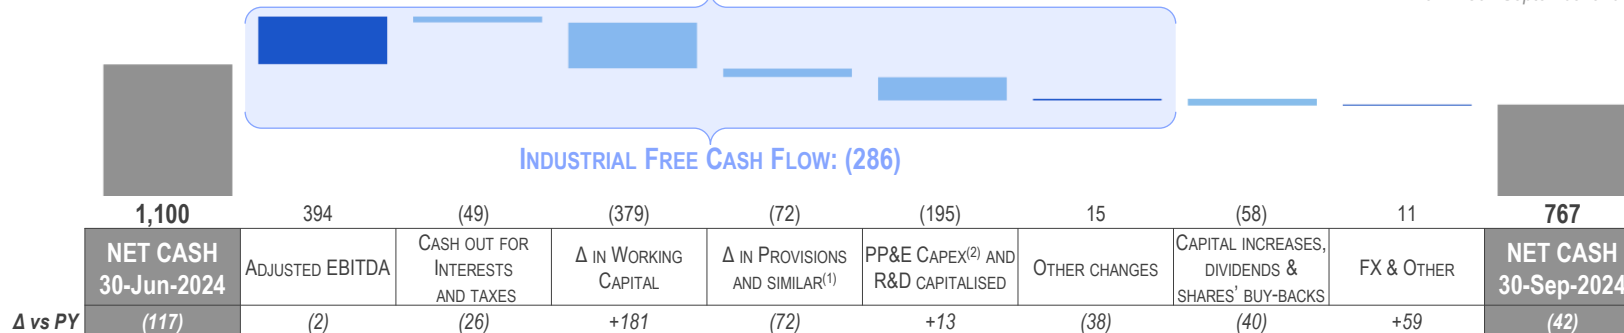 INDUSTRIAL FREE CASH FLOW: (286)
1,100 394 (49) (379) (72) (195) 15 (58) 11 767
NET CASH
30-Jun-2024
ADJUSTED EBITDA
CASH OUT FOR
INTERESTS
AND TAXES
Δ IN WORKING
CAPITAL
Δ IN PROVISIONS
AND SIMILAR(1)
PP&E CAPEX(2) AND
R&D CAPITALISED
OTHER CHANGES
CAPITAL INCREASES,
DIVIDENDS &
SHARES' BUY-BACKS
FX & OTHER
NET CASH
30-Sep-2024
Δ vs PY (117) (2) (26) +181 (72) +13 (38) (40) +59 (42)